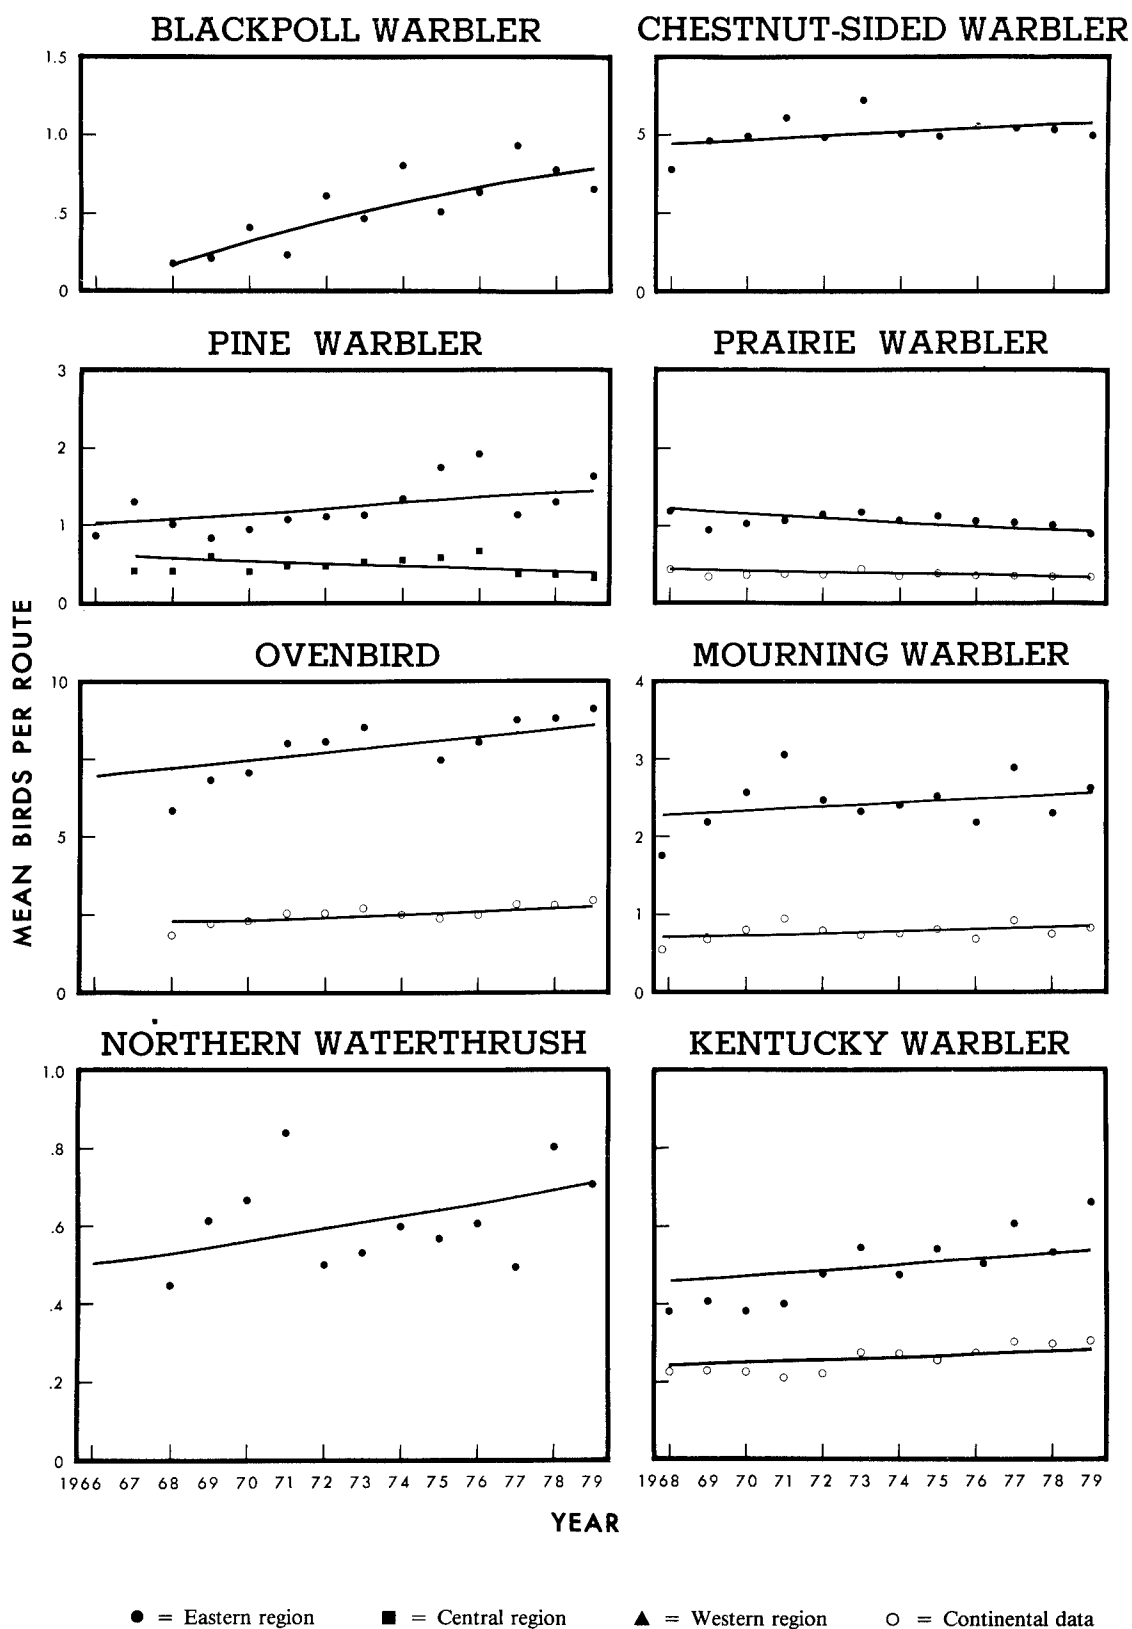 BLACKPOLL WARBLER
CHESTNUT-SIDED WARBLER
1.5
1.0
.5
0
5
0
PINE WARBLER
PRAIRIE WARBLER
3
2
1
0
OVENBIRD
MOURNING WARBLER
10
5
0
4
3
2
1
0
NORTHERN WATERTHRUSH
KENTUCKY WARBLER
1.0
.8
.6
.4
.2
0
MEAN BIRDS PER ROUTE
1966 67 68 69 70 71 72 73 74 75 76 77 78 79
1968 69 70 71 72 73 74 75 76 77 78 79
YEAR
● = Eastern region ■ = Central region ▲ = Western region ○ = Continental data